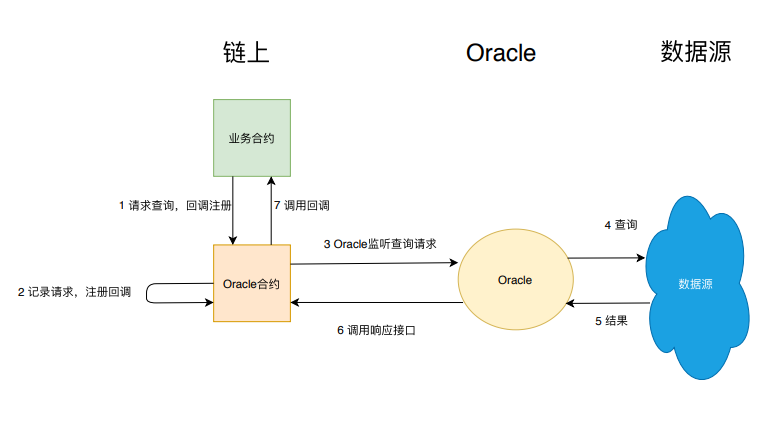 链上
Oracle
数据源
业务合约
1 请求查询，回调注册
7 调用回调
3 Oracle监听查询请求
4 查询
Oracle合约
Oracle
数据源
2 记录请求，注册回调
5 结果
6 调用响应接口